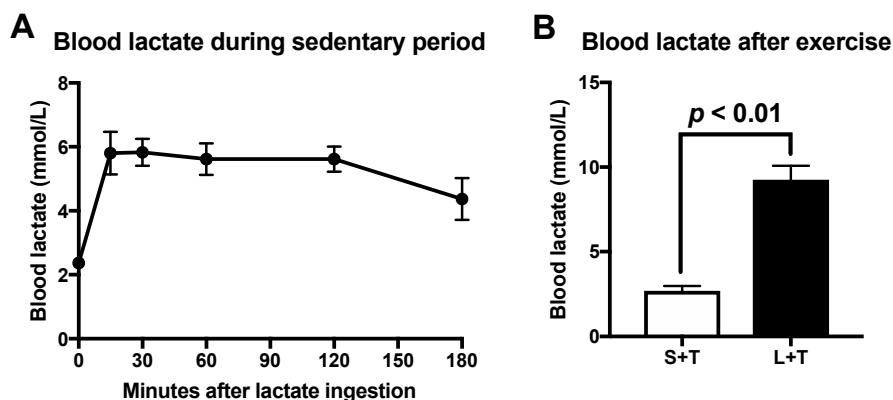 A
Blood lactate during sedentary period
8
6
4
2
0
Blood lactate (mmol/L)
0 30 60 90 120 150 180
Minutes after lactate ingestion
B
Blood lactate after exercise
15
10
5
0
Blood lactate (mmol/L)
p < 0.01
S+T L+T